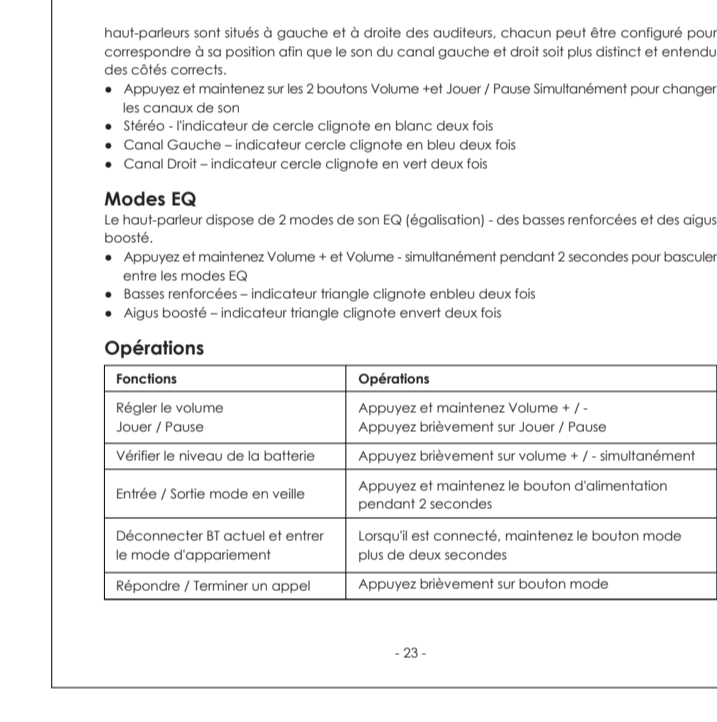 haut-parleurs sont situés à gauche et à droite des auditeurs, chacun peut être configuré pour
correspondre à sa position afin que le son du canal gauche et droit soit plus distinct et entendu
des côtés corrects.
● Appuyez et maintenez sur les 2 boutons Volume +et Jouer / Pause Simultanément pour changer
les canaux de son
● Stéréo - l'indicateur de cercle clignote en blanc deux fois
● Canal Gauche – indicateur cercle clignote en bleu deux fois
● Canal Droit – indicateur cercle clignote en vert deux fois
Modes EQ
Le haut-parleur dispose de 2 modes de son EQ (égalisation) - des basses renforcées et des aigus
boosté.
● Appuyez et maintenez Volume + et Volume - simultanément pendant 2 secondes pour basculer
entre les modes EQ
● Basses renforcées – indicateur triangle clignote enbleu deux fois
● Aigus boosté – indicateur triangle clignote envert deux fois
Opérations
Fonctions Opérations
Régler le volume Appuyez et maintenez Volume + / -
Jouer / Pause Appuyez brièvement sur Jouer / Pause
Vérifier le niveau de la batterie Appuyez brièvement sur volume + / - simultanément
Entrée / Sortie mode en veille Appuyez et maintenez le bouton d'alimentation
pendant 2 secondes
Déconnecter BT actuel et entrer Lorsqu'il est connecté, maintenez le bouton mode
le mode d'appariement plus de deux secondes
Répondre / Terminer un appel Appuyez brièvement sur bouton mode
- 23 -